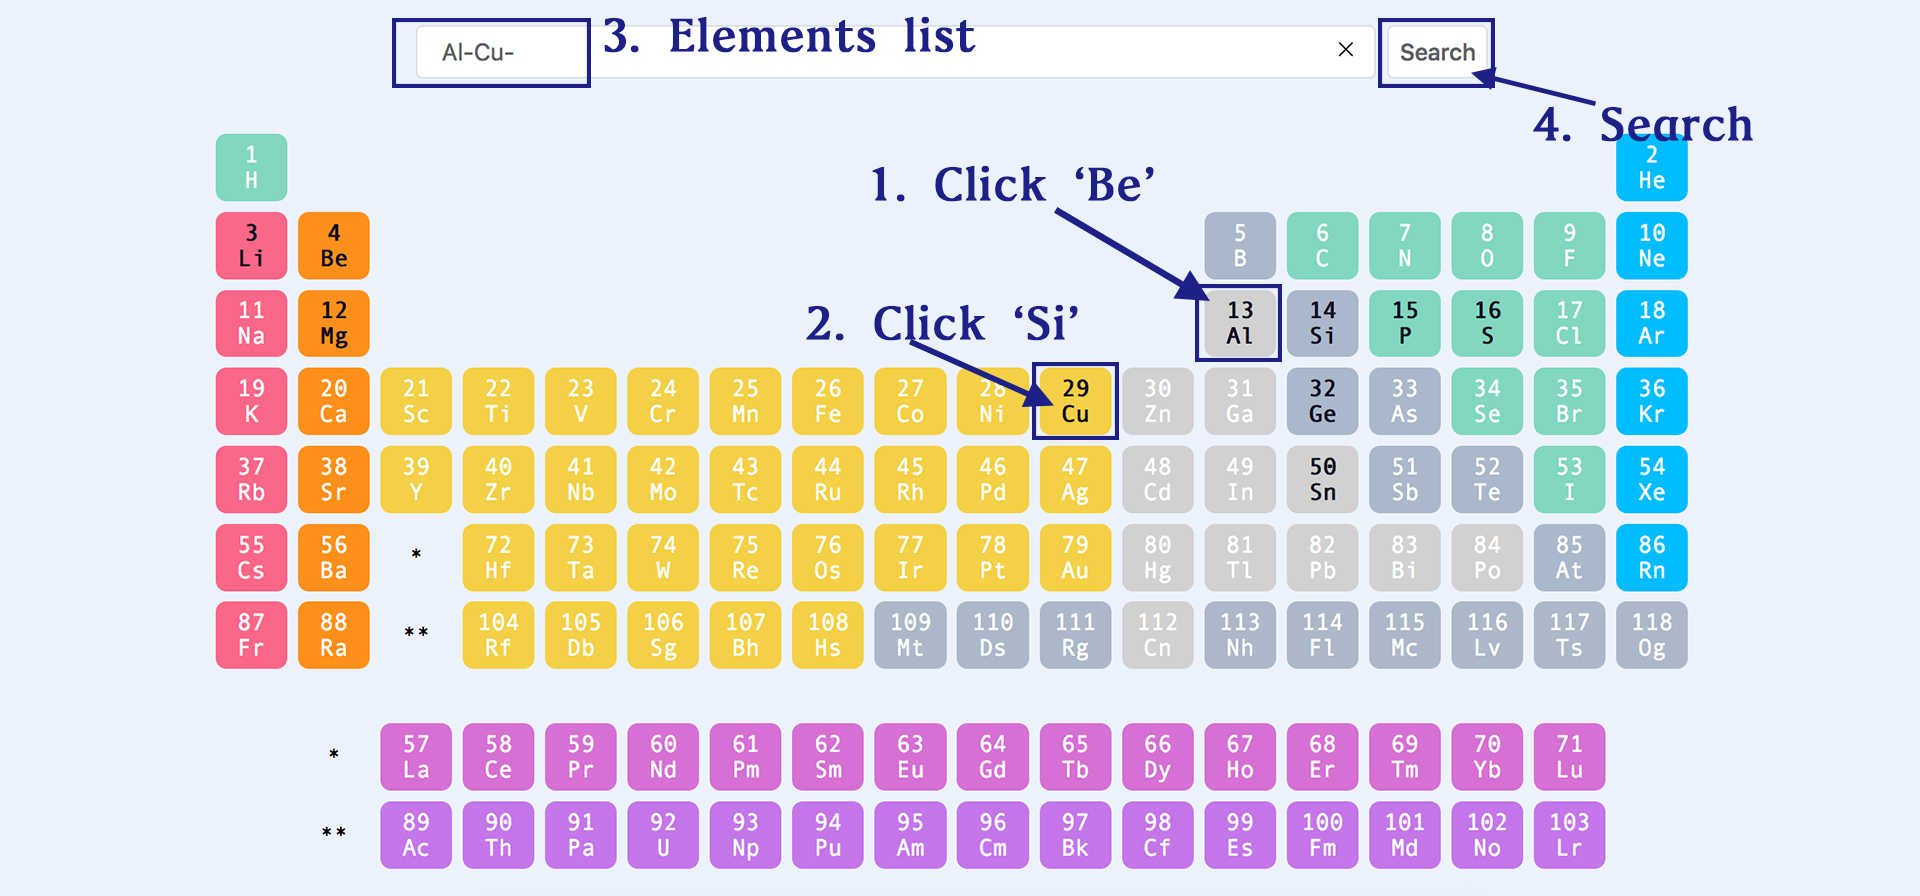 3. Elements list
Al-Cu-
×
Search
4. Search
1. Click ‘Be’
2. Click ‘Si’
1 2
H He
3 4 5 6 7 8 9 10
Li Be B C N O F Ne
11 12 13 14 15 16 17 18
Na Mg Al Si P S Cl Ar
19 20 21 22 23 24 25 26 27 28 29 30 31 32 33 34 35 36
K Ca Sc Ti V Cr Mn Fe Co Ni Cu Zn Ga Ge As Se Br Kr
37 38 39 40 41 42 43 44 45 46 47 48 49 50 51 52 53 54
Rb Sr Y Zr Nb Mo Tc Ru Rh Pd Ag Cd In Sn Sb Te I Xe
55 56 * 72 73 74 75 76 77 78 79 80 81 82 83 84 85 86
Cs Ba Hf Ta W Re Os Ir Pt Au Hg Tl Pb Bi Po At Rn
87 88 ** 104 105 106 107 108 109 110 111 112 113 114 115 116 117 118
Fr Ra Rf Db Sg Bh Hs Mt Ds Rg Cn Nh Fl Mc Lv Ts Og
* 57 58 59 60 61 62 63 64 65 66 67 68 69 70 71
La Ce Pr Nd Pm Sm Eu Gd Tb Dy Ho Er Tm Yb Lu
** 89 90 91 92 93 94 95 96 97 98 99 100 101 102 103
Ac Th Pa U Np Pu Am Cm Bk Cf Es Fm Md No Lr